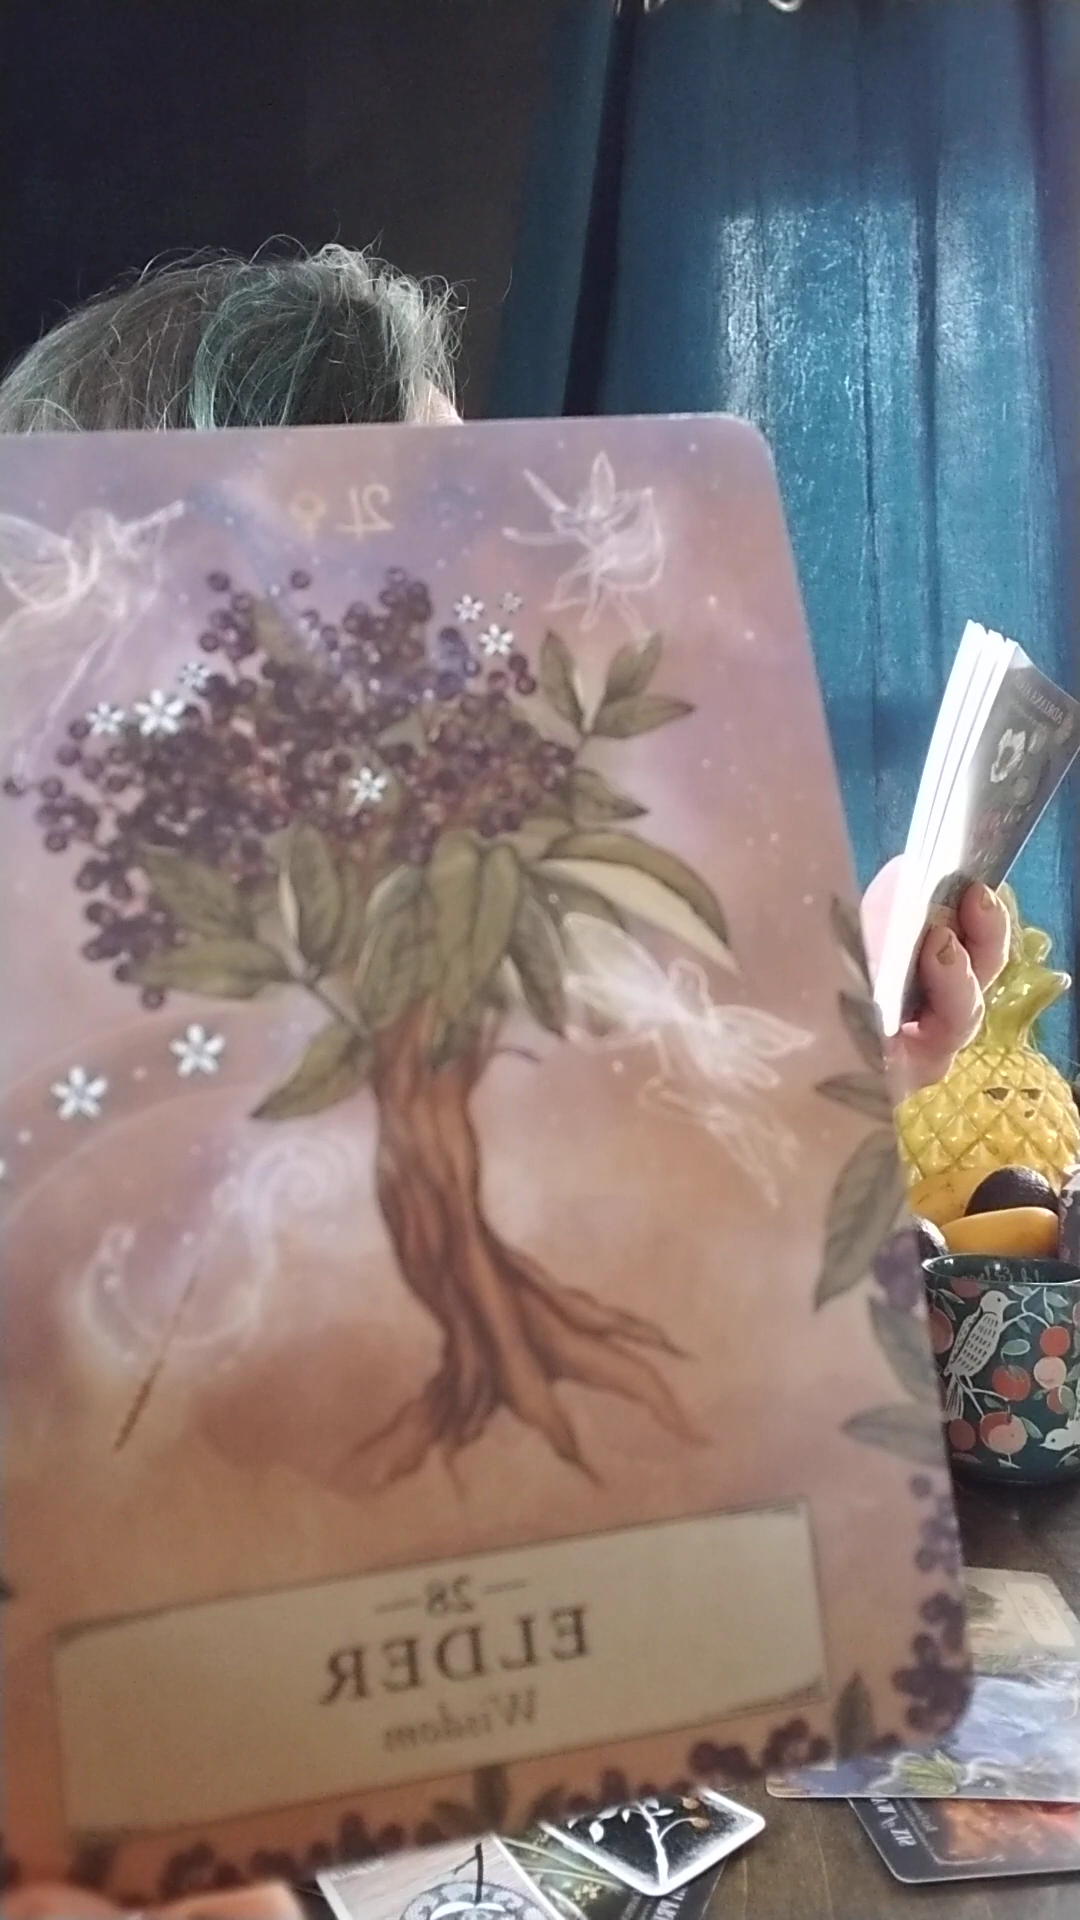 ♃ ♀
— 28 —
ELDER
Wisdom